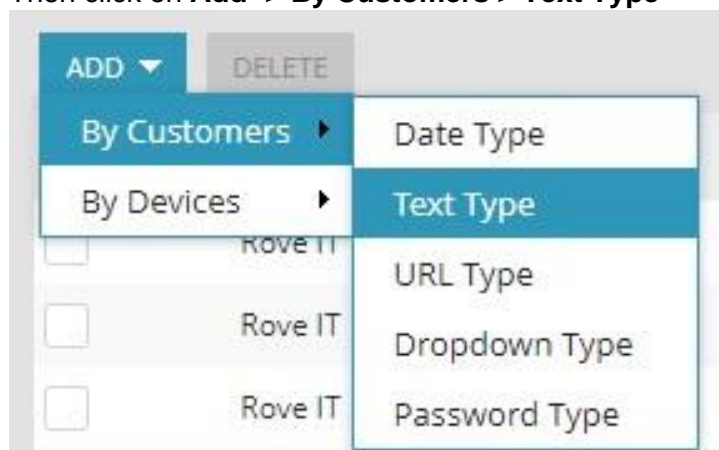 Then click on Add -> By Customers > Text Type
ADD DELETE
By Customers Date Type
By Devices Text Type
Rove IT
URL Type
Rove IT Dropdown Type
Rove IT Password Type